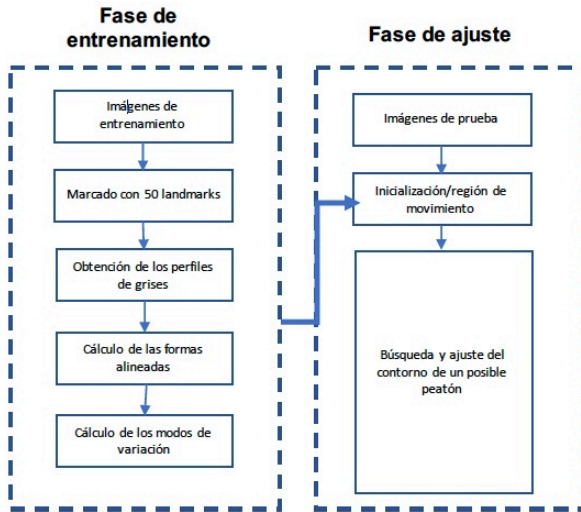 Fase de
entrenamiento
Imágenes de
entrenamiento
Marcado con 50 landmarks
Obtención de los perfiles
de grises
Cálculo de las formas
alineadas
Cálculo de los modos de
variación
Fase de ajuste
Imágenes de prueba
Inicialización/región de
movimiento
Búsqueda y ajuste del
contorno de un posible
peatón